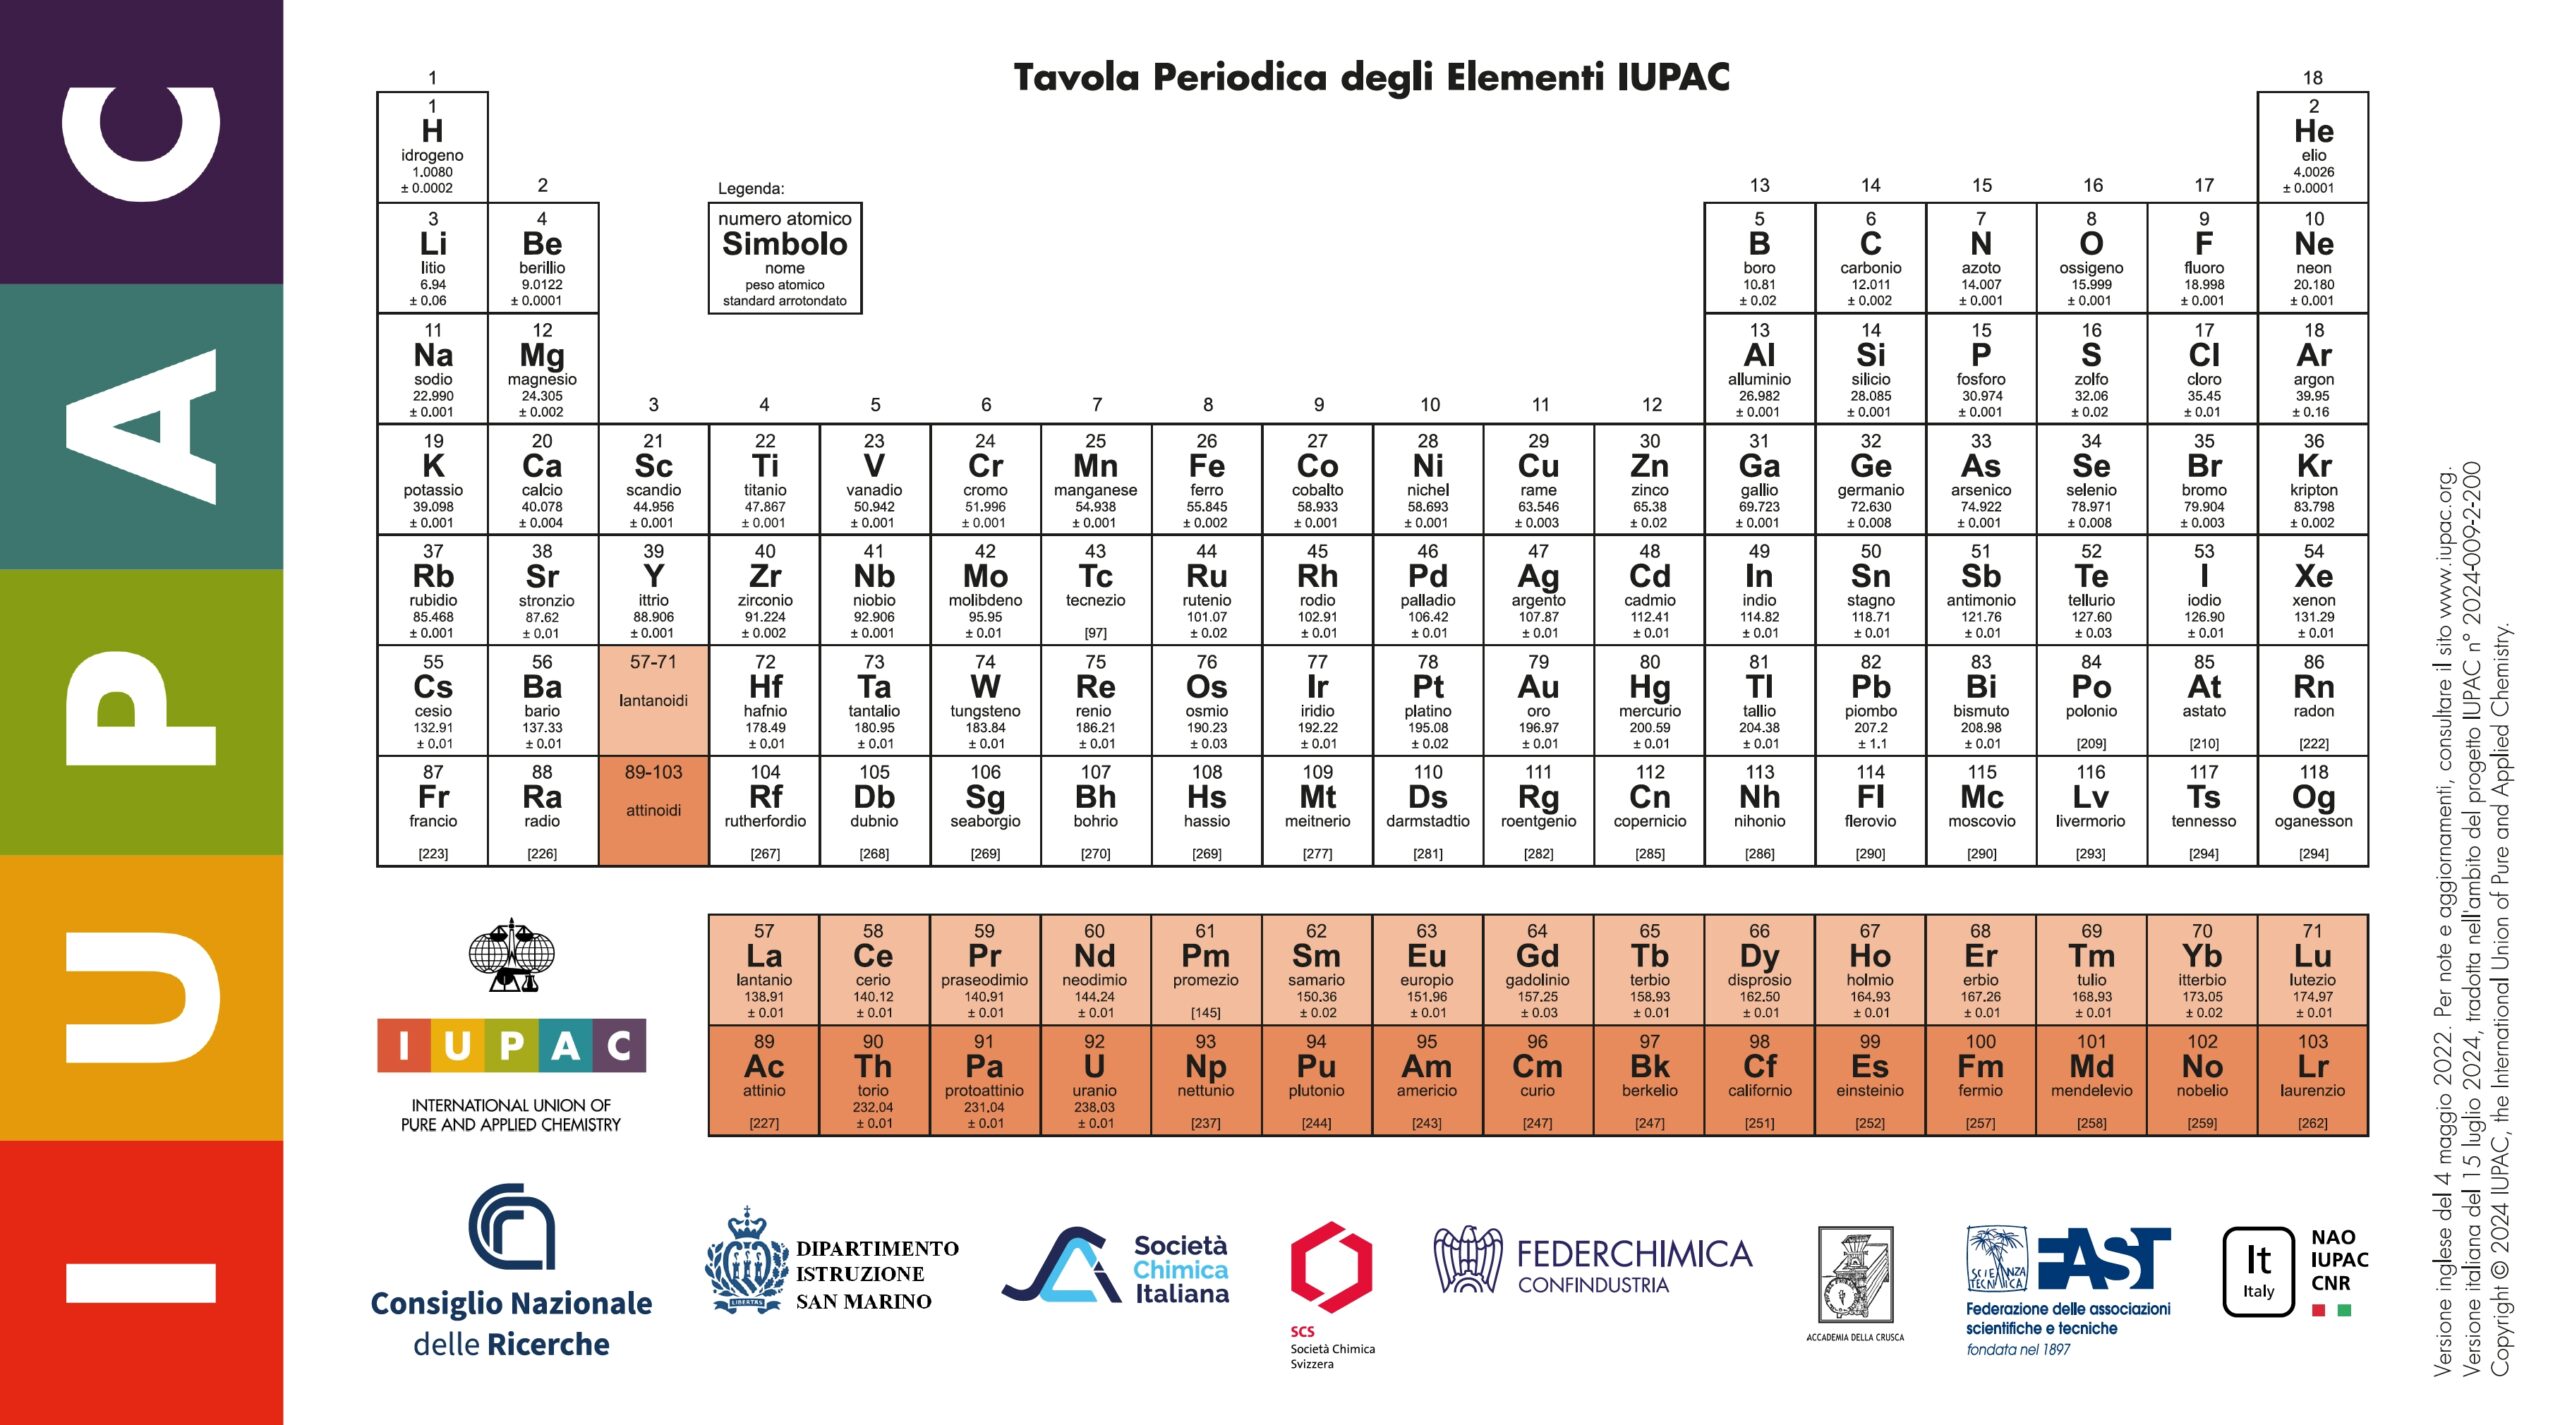 I U P A C
Tavola Periodica degli Elementi IUPAC
1
18
1
H
idrogeno
1.0080
± 0.0002
2
He
elio
4.0026
± 0.0001
2
13 14 15 16 17
Legenda:
numero atomico
Simbolo
nome
peso atomico
standard arrotondato
3
Li
litio
6.94
± 0.06
4
Be
berillio
9.0122
± 0.0001
5
B
boro
10.81
± 0.02
6
C
carbonio
12.011
± 0.002
7
N
azoto
14.007
± 0.001
8
O
ossigeno
15.999
± 0.001
9
F
fluoro
18.998
± 0.001
10
Ne
neon
20.180
± 0.001
11
Na
sodio
22.990
± 0.001
12
Mg
magnesio
24.305
± 0.002
3 4 5 6 7 8 9 10 11 12
13
Al
alluminio
26.982
± 0.001
14
Si
silicio
28.085
± 0.001
15
P
fosforo
30.974
± 0.001
16
S
zolfo
32.06
± 0.02
17
Cl
cloro
35.45
± 0.01
18
Ar
argon
39.95
± 0.16
19
K
potassio
39.098
± 0.001
20
Ca
calcio
40.078
± 0.004
21
Sc
scandio
44.956
± 0.001
22
Ti
titanio
47.867
± 0.001
23
V
vanadio
50.942
± 0.001
24
Cr
cromo
51.996
± 0.001
25
Mn
manganese
54.938
± 0.001
26
Fe
ferro
55.845
± 0.002
27
Co
cobalto
58.933
± 0.001
28
Ni
nichel
58.693
± 0.001
29
Cu
rame
63.546
± 0.003
30
Zn
zinco
65.38
± 0.02
31
Ga
gallio
69.723
± 0.001
32
Ge
germanio
72.630
± 0.008
33
As
arsenico
74.922
± 0.001
34
Se
selenio
78.971
± 0.008
35
Br
bromo
79.904
± 0.003
36
Kr
kripton
83.798
± 0.002
37
Rb
rubidio
85.468
± 0.001
38
Sr
stronzio
87.62
± 0.01
39
Y
ittrio
88.906
± 0.001
40
Zr
zirconio
91.224
± 0.002
41
Nb
niobio
92.906
± 0.001
42
Mo
molibdeno
95.95
± 0.01
43
Tc
tecnezio
[97]
44
Ru
rutenio
101.07
± 0.02
45
Rh
rodio
102.91
± 0.01
46
Pd
palladio
106.42
± 0.01
47
Ag
argento
107.87
± 0.01
48
Cd
cadmio
112.41
± 0.01
49
In
indio
114.82
± 0.01
50
Sn
stagno
118.71
± 0.01
51
Sb
antimonio
121.76
± 0.01
52
Te
tellurio
127.60
± 0.03
53
I
iodio
126.90
± 0.01
54
Xe
xenon
131.29
± 0.01
55
Cs
cesio
132.91
± 0.01
56
Ba
bario
137.33
± 0.01
57-71
lantanoidi
72
Hf
hafnio
178.49
± 0.01
73
Ta
tantalio
180.95
± 0.01
74
W
tungsteno
183.84
± 0.01
75
Re
renio
186.21
± 0.01
76
Os
osmio
190.23
± 0.03
77
Ir
iridio
192.22
± 0.01
78
Pt
platino
195.08
± 0.02
79
Au
oro
196.97
± 0.01
80
Hg
mercurio
200.59
± 0.01
81
Tl
tallio
204.38
± 0.01
82
Pb
piombo
207.2
± 1.1
83
Bi
bismuto
208.98
± 0.01
84
Po
polonio
[209]
85
At
astato
[210]
86
Rn
radon
[222]
87
Fr
francio
[223]
88
Ra
radio
[226]
89-103
attinoidi
104
Rf
rutherfordio
[267]
105
Db
dubnio
[268]
106
Sg
seaborgio
[269]
107
Bh
bohrio
[270]
108
Hs
hassio
[269]
109
Mt
meitnerio
[277]
110
Ds
darmstadtio
[281]
111
Rg
roentgenio
[282]
112
Cn
copernicio
[285]
113
Nh
nihonio
[286]
114
Fl
flerovio
[290]
115
Mc
moscovio
[290]
116
Lv
livermorio
[293]
117
Ts
tennesso
[294]
118
Og
oganesson
[294]
57
La
lantanio
138.91
± 0.01
58
Ce
cerio
140.12
± 0.01
59
Pr
praseodimio
140.91
± 0.01
60
Nd
neodimio
144.24
± 0.01
61
Pm
promezio
[145]
62
Sm
samario
150.36
± 0.02
63
Eu
europio
151.96
± 0.01
64
Gd
gadolinio
157.25
± 0.03
65
Tb
terbio
158.93
± 0.01
66
Dy
disprosio
162.50
± 0.01
67
Ho
holmio
164.93
± 0.01
68
Er
erbio
167.26
± 0.01
69
Tm
tulio
168.93
± 0.01
70
Yb
itterbio
173.05
± 0.02
71
Lu
lutezio
174.97
± 0.01
89
Ac
attinio
[227]
90
Th
torio
232.04
± 0.01
91
Pa
protoattinio
231.04
± 0.01
92
U
uranio
238.03
± 0.01
93
Np
nettunio
[237]
94
Pu
plutonio
[244]
95
Am
americio
[243]
96
Cm
curio
[247]
97
Bk
berkelio
[247]
98
Cf
californio
[251]
99
Es
einsteinio
[252]
100
Fm
fermio
[257]
101
Md
mendelevio
[258]
102
No
nobelio
[259]
103
Lr
laurenzio
[262]
I U P A C
INTERNATIONAL UNION OF
PURE AND APPLIED CHEMISTRY
Consiglio Nazionale
delle Ricerche
LIBERTAS
DIPARTIMENTO
ISTRUZIONE
SAN MARINO
Società
Chimica
Italiana
SCS
Società Chimica
Svizzera
FEDERCHIMICA
CONFINDUSTRIA
ACCADEMIA DELLA CRUSCA
SCIENZA
TECNICA
FAST
Federazione delle associazioni
scientifiche e tecniche
fondata nel 1897
It
Italy
NAO
IUPAC
CNR
Versione inglese del 4 maggio 2022. Per note e aggiornamenti, consultare il sito www.iupac.org.
Versione italiana del 15 luglio 2024, tradotta nell'ambito del progetto IUPAC n° 2024-009-2-200
Copyright © 2024 IUPAC, the International Union of Pure and Applied Chemistry.